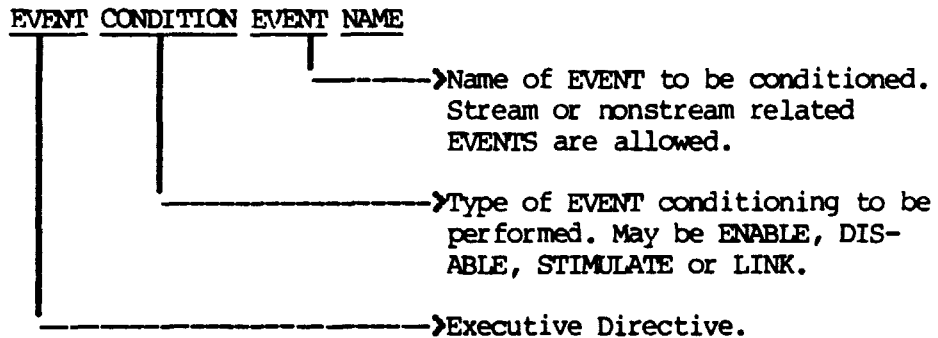 EVENT CONDITION EVENT NAME
Name of EVENT to be conditioned.
Stream or nonstream related
EVENTS are allowed.
Type of EVENT conditioning to be
performed. May be ENABLE, DIS-
ABLE, STIMULATE or LINK.
Executive Directive.